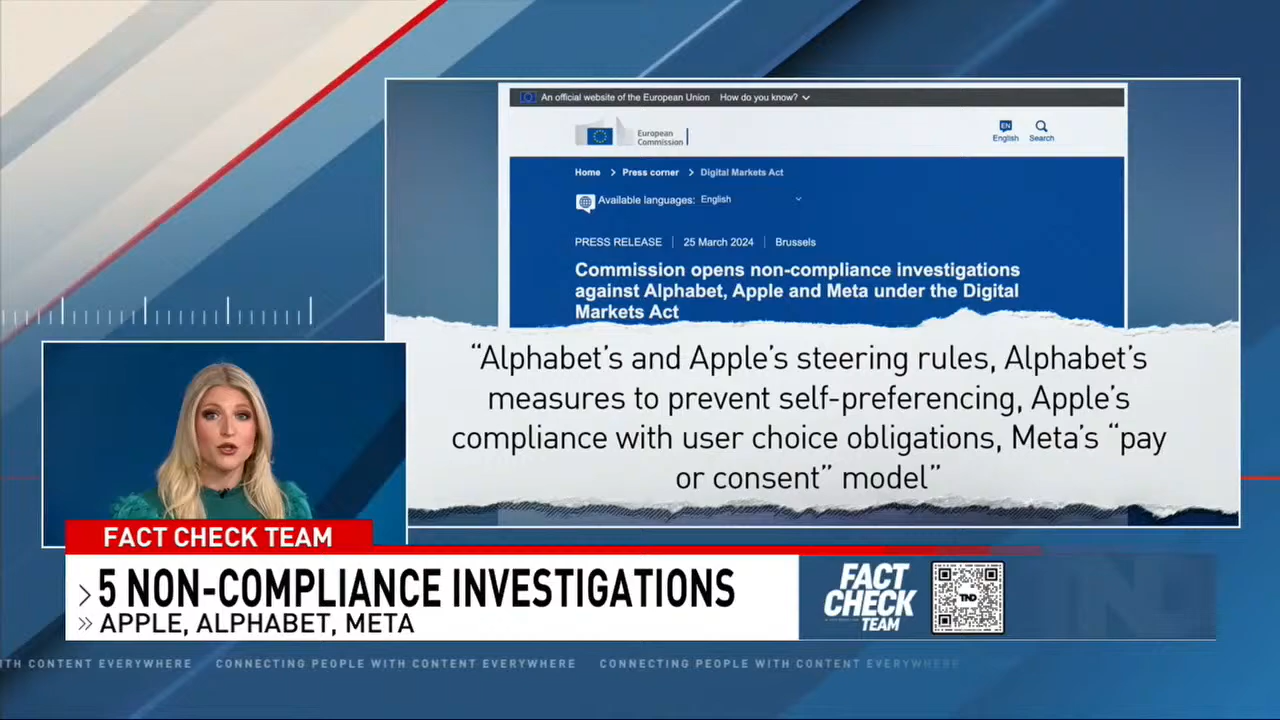 An official website of the European Union How do you know?
European
Commission
EN
English
Search
Home > Press corner > Digital Markets Act
Available languages: English
PRESS RELEASE | 25 March 2024 | Brussels
Commission opens non-compliance investigations
against Alphabet, Apple and Meta under the Digital
Markets Act
“Alphabet’s and Apple’s steering rules, Alphabet’s
measures to prevent self-preferencing, Apple’s
compliance with user choice obligations, Meta’s “pay
or consent” model”
FACT CHECK TEAM
> 5 NON-COMPLIANCE INVESTIGATIONS
>> APPLE, ALPHABET, META
FACT
CHECK
TEAM
TND
TND
ITH CONTENT EVERYWHERE CONNECTING PEOPLE WITH CONTENT EVERYWHERE CONNECTING PEOPLE WITH CONTENT EVERYWHERE